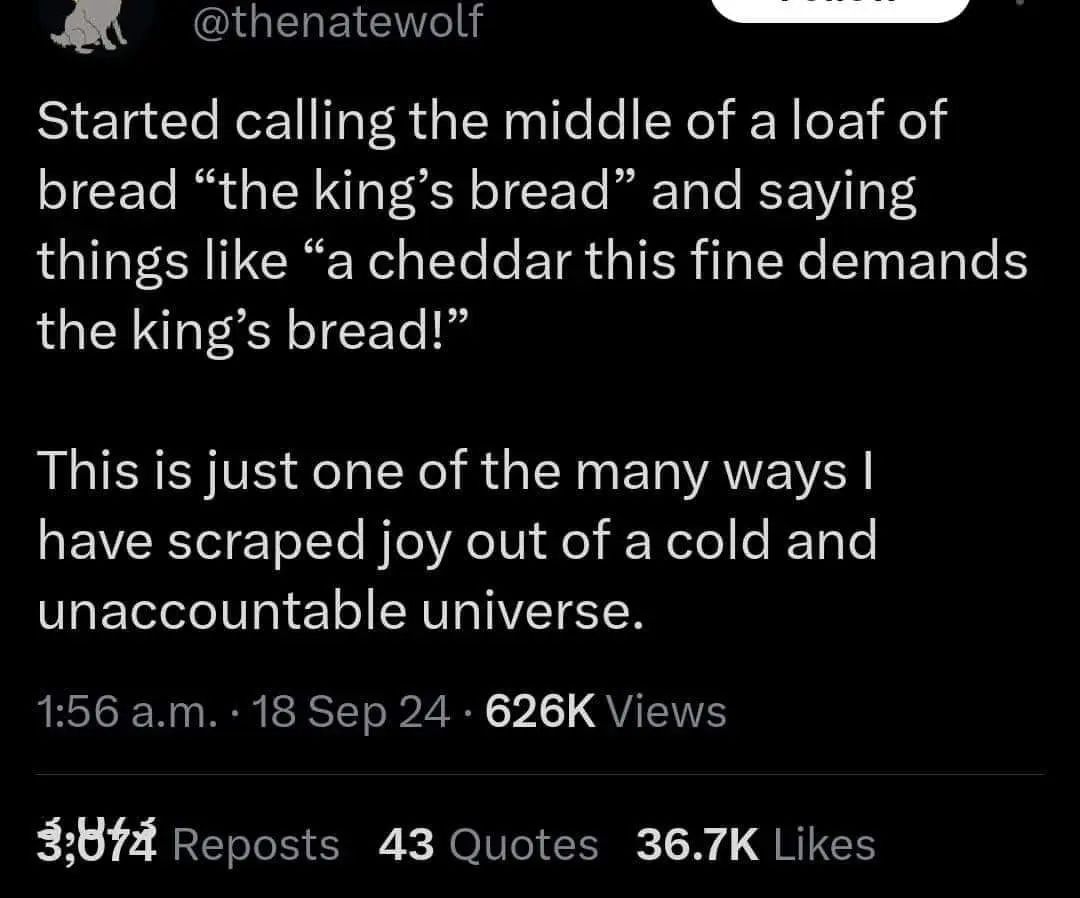 @thenatewolf
Started calling the middle of a loaf of
bread “the king’s bread” and saying
things like “a cheddar this fine demands
the king’s bread!”
This is just one of the many ways I
have scraped joy out of a cold and
unaccountable universe.
1:56 a.m. · 18 Sep 24 · 626K Views
3,074 Reposts 43 Quotes 36.7K Likes